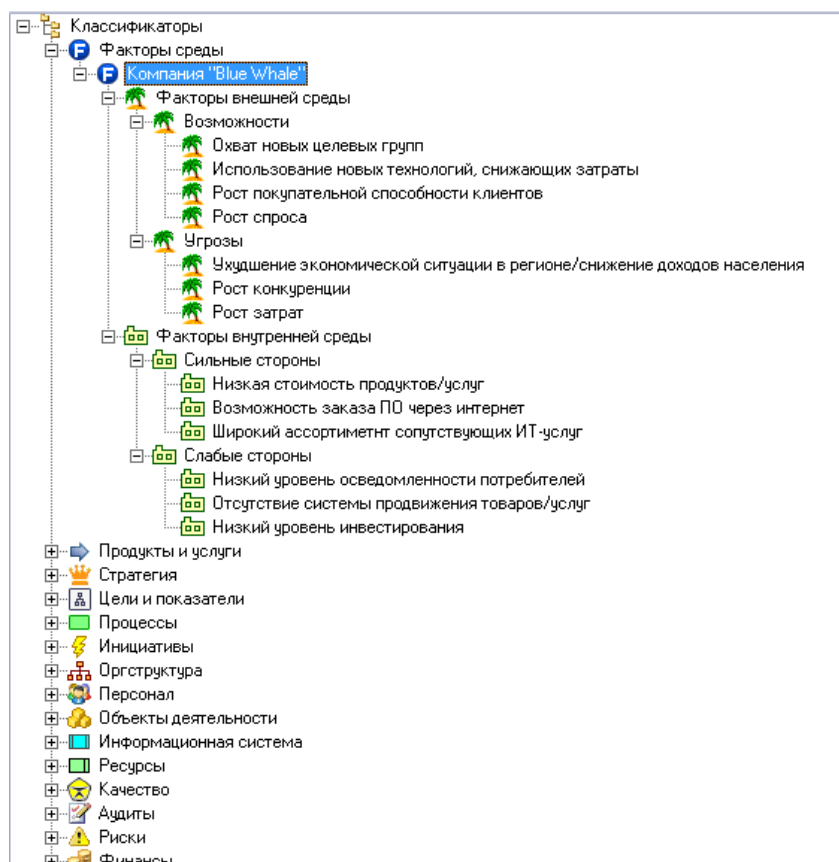 Классификаторы
Факторы среды
Компания "Blue Whale"
Факторы внешней среды
Возможности
Охват новых целевых групп
Использование новых технологий, снижающих затраты
Рост покупательной способности клиентов
Рост спроса
Угрозы
Ухудшение экономической ситуации в регионе/снижение доходов населения
Рост конкуренции
Рост затрат
Факторы внутренней среды
Сильные стороны
Низкая стоимость продуктов/услуг
Возможность заказа ПО через интернет
Широкий ассортиметнт сопутствующих ИТ-услуг
Слабые стороны
Низкий уровень осведомленности потребителей
Отсутствие системы продвижения товаров/услуг
Низкий уровень инвестирования
Продукты и услуги
Стратегия
Цели и показатели
Процессы
Инициативы
Оргструктура
Персонал
Объекты деятельности
Информационная система
Ресурсы
Качество
Аудиты
Риски
Финансы